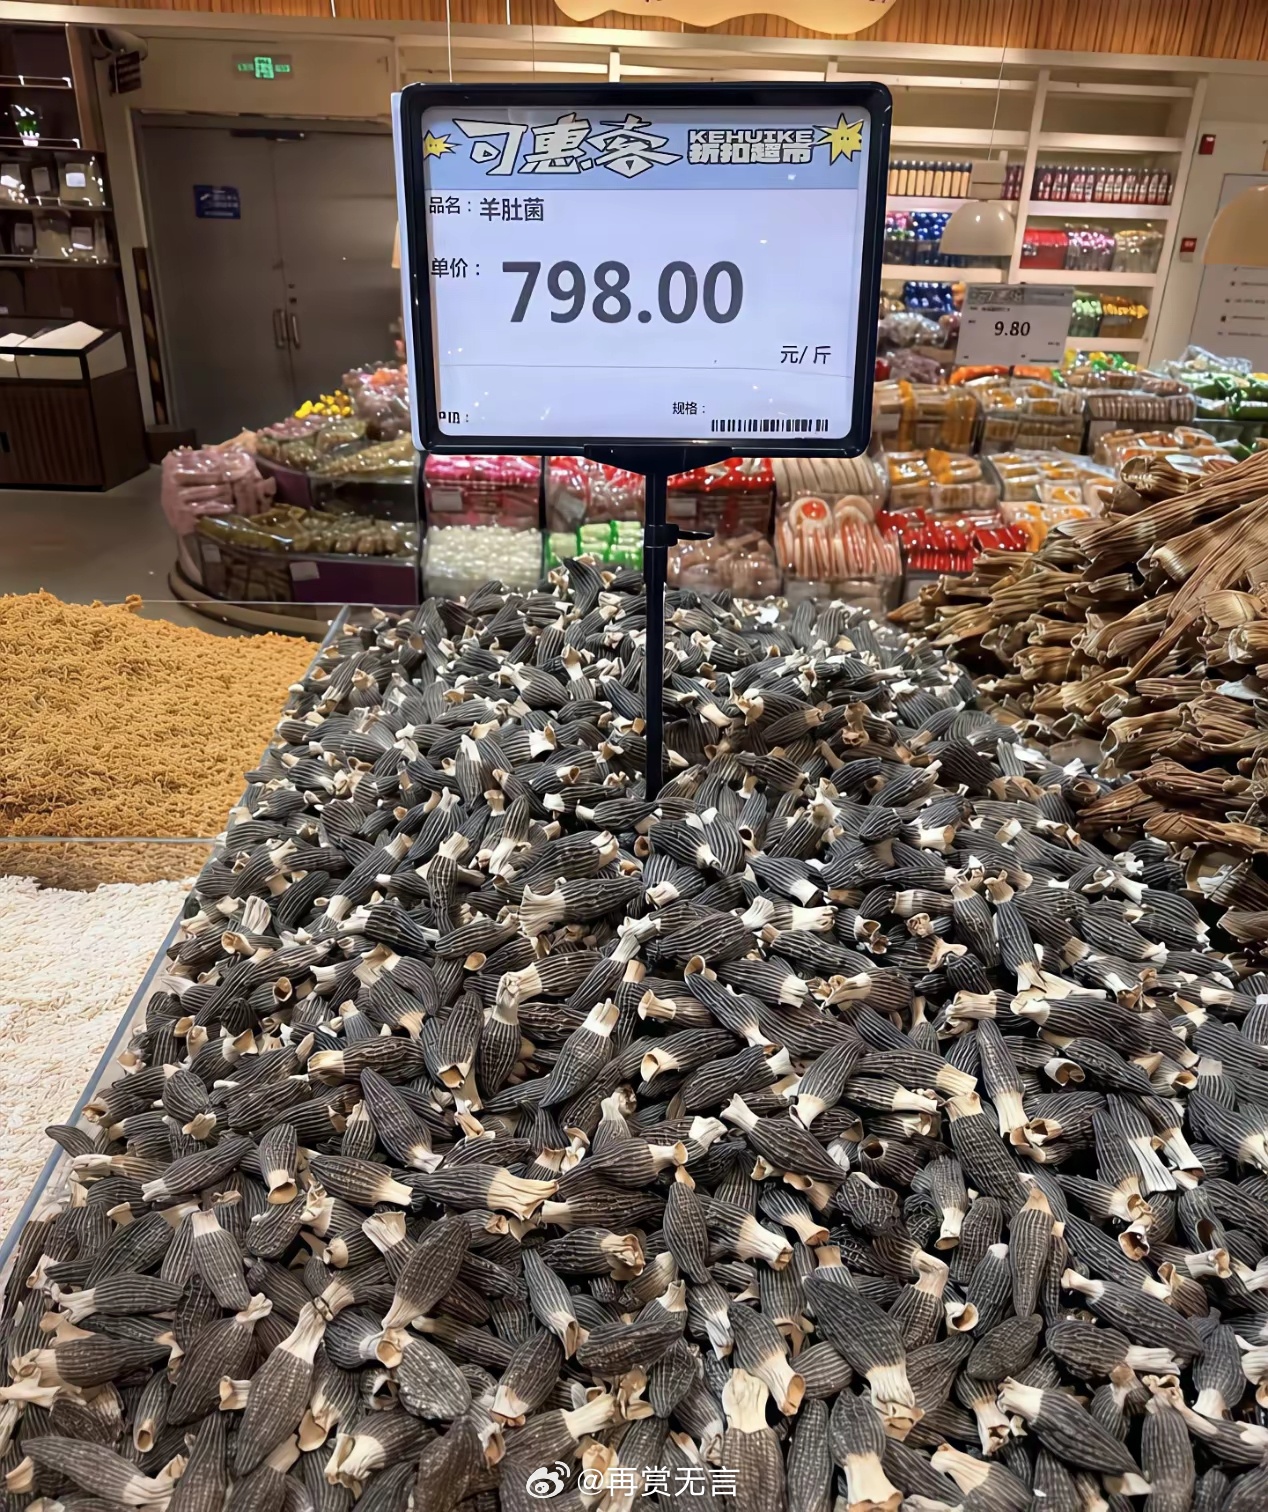 可惠客 KEHUIKE
折扣超市
品名：羊肚菌
单价：
798.00
元/斤
规格：
9.80
@再赏无言